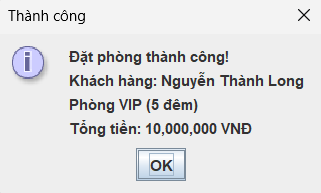 Thành công
Đặt phòng thành công!
Khách hàng: Nguyễn Thành Long
Phòng VIP (5 đêm)
Tổng tiền: 10,000,000 VNĐ
OK